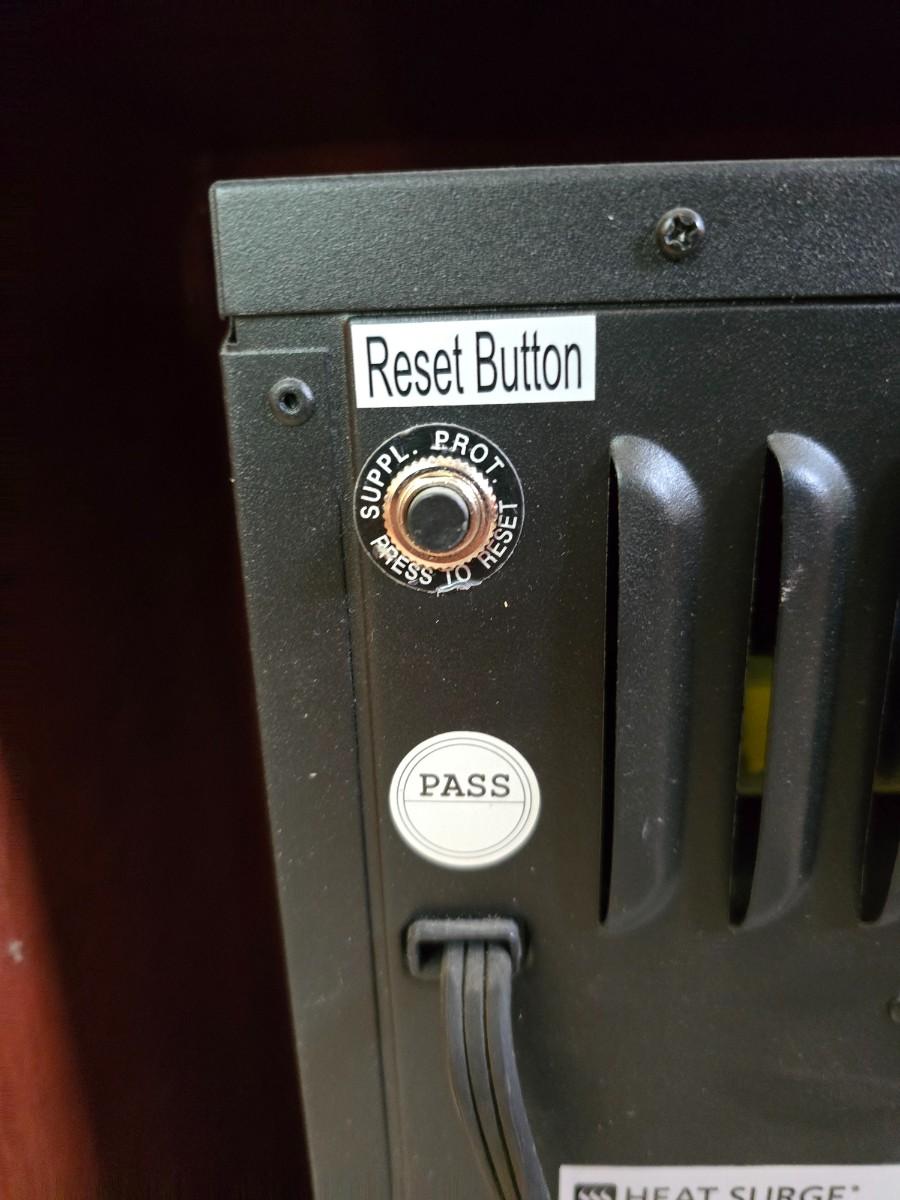 Reset Button
SUPPL. PROT.
PRESS TO RESET
PASS
HEAT SURGE